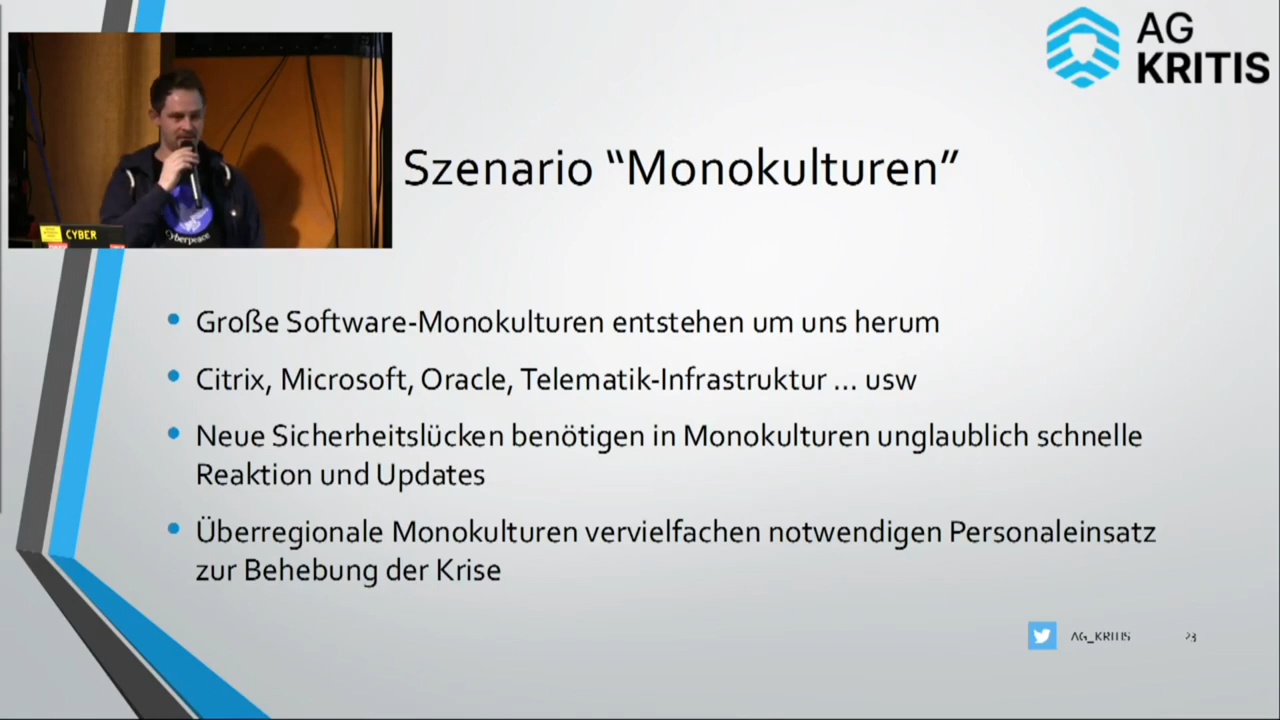 AG
KRITIS
CYBER
Cyberpeace
Szenario “Monokulturen”
Große Software-Monokulturen entstehen um uns herum
Citrix, Microsoft, Oracle, Telematik-Infrastruktur ... usw
Neue Sicherheitslücken benötigen in Monokulturen unglaublich schnelle
Reaktion und Updates
Überregionale Monokulturen vervielfachen notwendigen Personaleinsatz
zur Behebung der Krise
AG_KRITIS
23